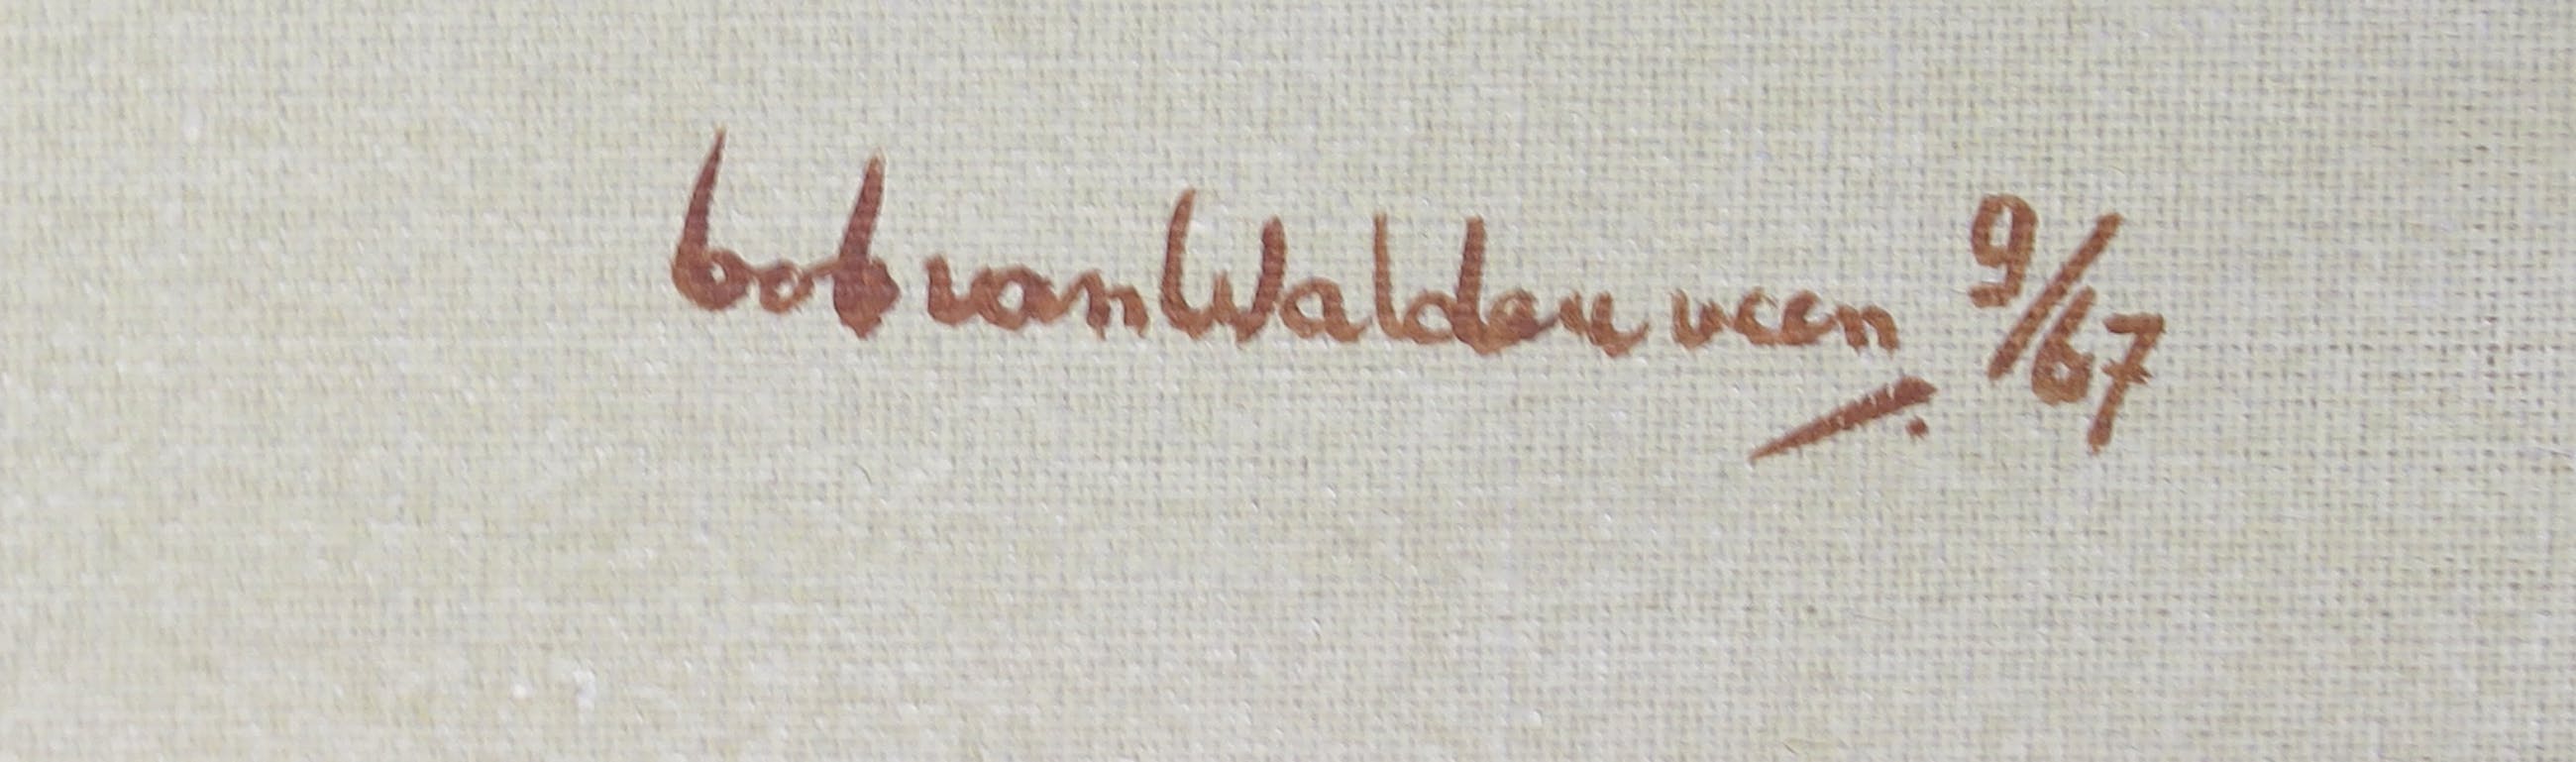 bob van Walderveen 9/67